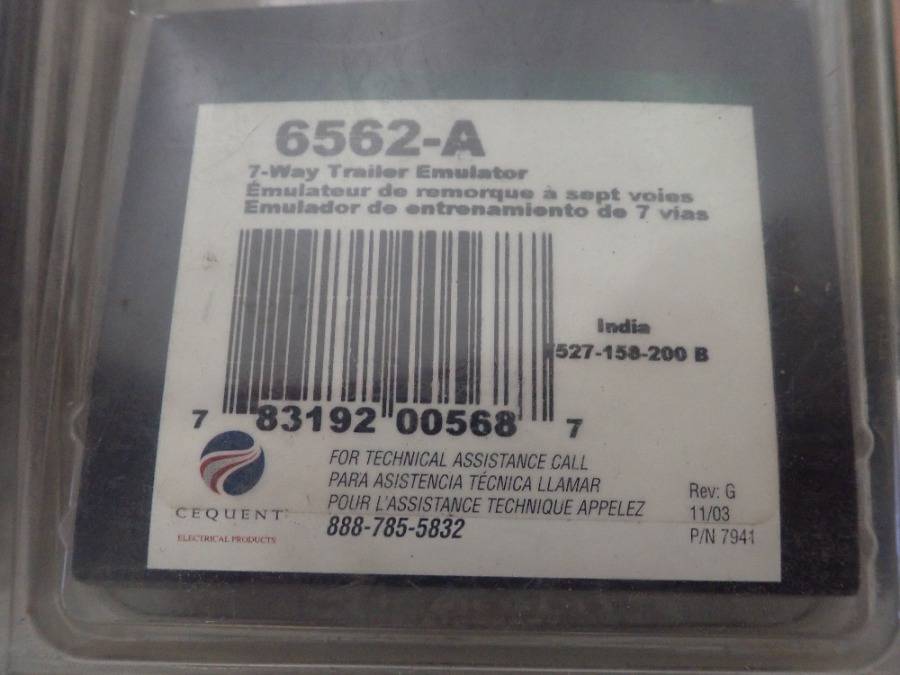 6562-A
7-Way Trailer Emulator
Émulateur de remorque à sept voies
Emulador de entrenamiento de 7 vías
India
527-158-200 B
7 83192 00568 7
CEQUENT
ELECTRICAL PRODUCTS
FOR TECHNICAL ASSISTANCE CALL
PARA ASISTENCIA TÉCNICA LLAMAR
POUR L'ASSISTANCE TECHNIQUE APPELEZ
888-785-5832
Rev: G
11/03
P/N 7941